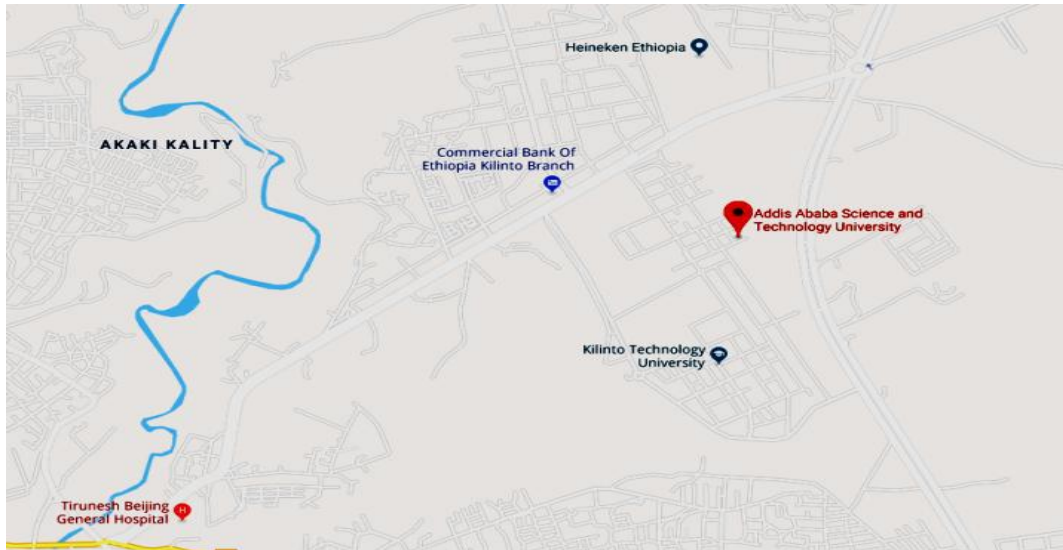 Heineken Ethiopia
AKAKI KALITY
Commercial Bank Of
Ethiopia Kilinto Branch
Addis Ababa Science and
Technology University
Kilinto Technology
University
Tirunesh Beijing
General Hospital
H